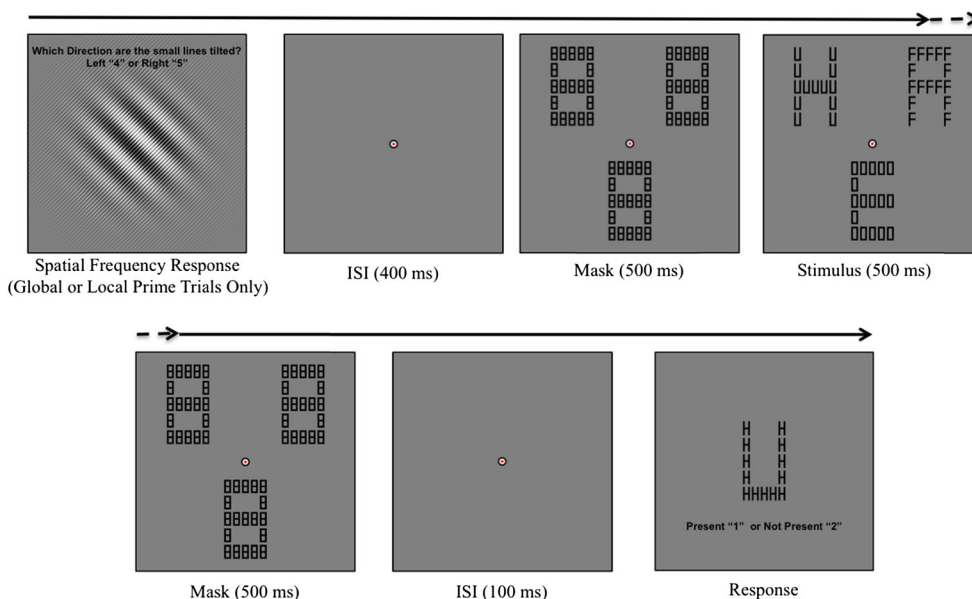 Which Direction are the small lines tilted?
Left “4” or Right “5”
Spatial Frequency Response
(Global or Local Prime Trials Only)
ISI (400 ms)
Mask (500 ms)
Stimulus (500 ms)
Mask (500 ms)
ISI (100 ms)
H H
H H
H H
H H
HHHHH
Present “1” or Not Present “2”
Response